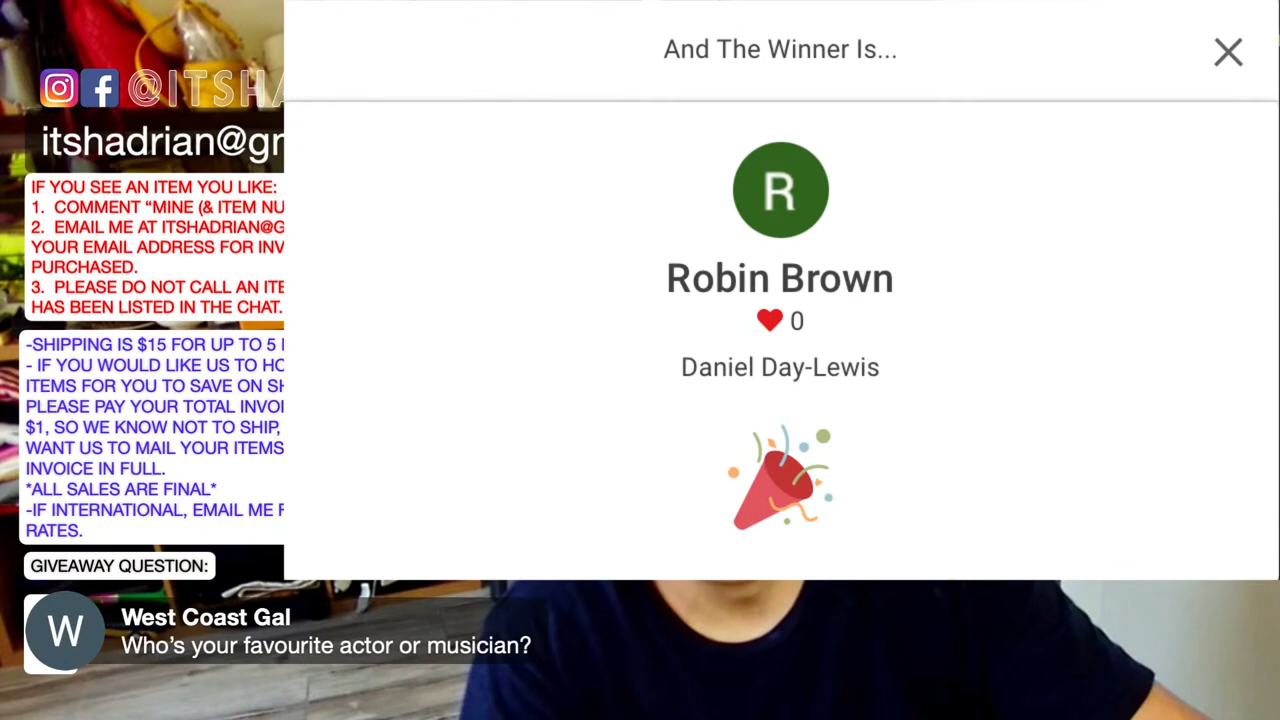 And The Winner Is...
R
Robin Brown
0
Daniel Day-Lewis
@ITSHA
itshadrian@gr
IF YOU SEE AN ITEM YOU LIKE:
1. COMMENT “MINE (& ITEM NU
2. EMAIL ME AT ITSHADRIAN@G
YOUR EMAIL ADDRESS FOR INV
PURCHASED.
3. PLEASE DO NOT CALL AN ITE
HAS BEEN LISTED IN THE CHAT.
-SHIPPING IS $15 FOR UP TO 5
- IF YOU WOULD LIKE US TO HO
ITEMS FOR YOU TO SAVE ON SH
PLEASE PAY YOUR TOTAL INVOI
$1, SO WE KNOW NOT TO SHIP,
WANT US TO MAIL YOUR ITEMS
INVOICE IN FULL.
*ALL SALES ARE FINAL*
-IF INTERNATIONAL, EMAIL ME F
RATES.
GIVEAWAY QUESTION:
W
West Coast Gal
Who’s your favourite actor or musician?